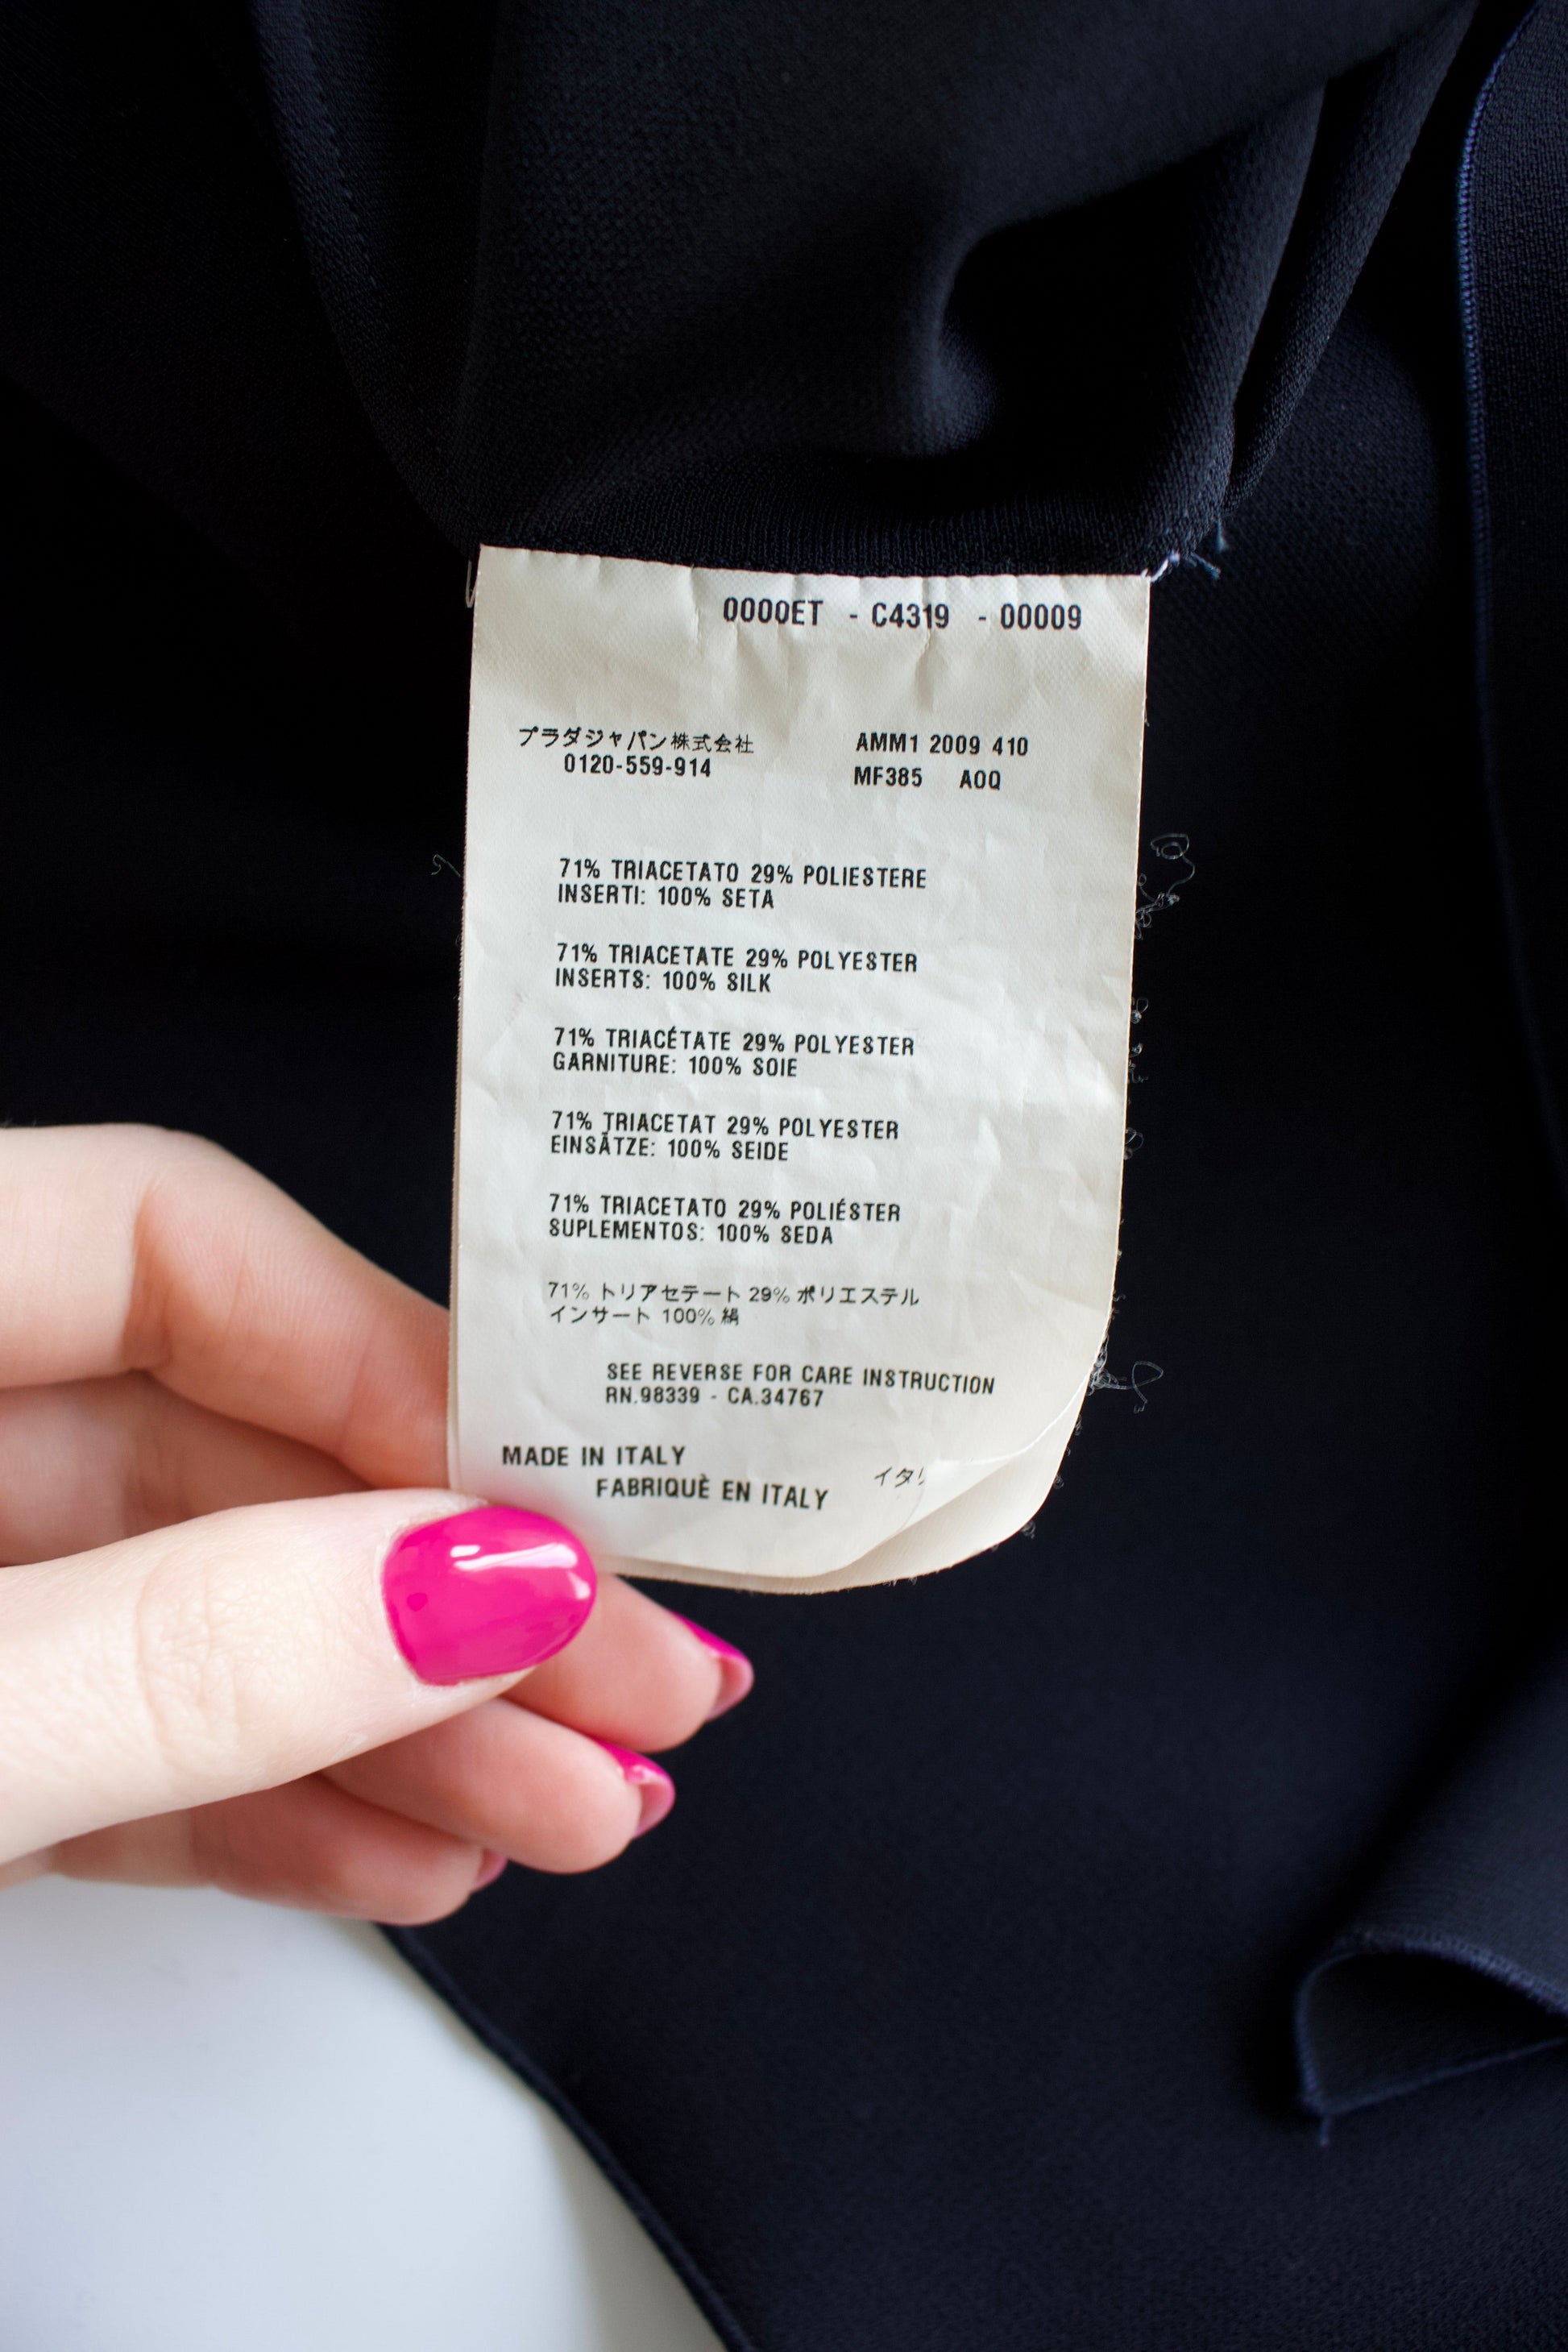 0000ET - C4319 - 00009
プラダジャパン株式会社
0120-559-914
AMM1 2009 410
MF385 A0Q
71% TRIACETATO 29% POLIESTERE
INSERTI: 100% SETA
71% TRIACETATE 29% POLYESTER
INSERTS: 100% SILK
71% TRIACÉTATE 29% POLYESTER
GARNITURE: 100% SOIE
71% TRIACETAT 29% POLYESTER
EINSÄTZE: 100% SEIDE
71% TRIACETATO 29% POLIÉSTER
SUPLEMENTOS: 100% SEDA
71% トリアセテート 29% ポリエステル
インサート 100% 絹
SEE REVERSE FOR CARE INSTRUCTION
RN.98339 - CA.34767
MADE IN ITALY
FABRIQUÈ EN ITALY